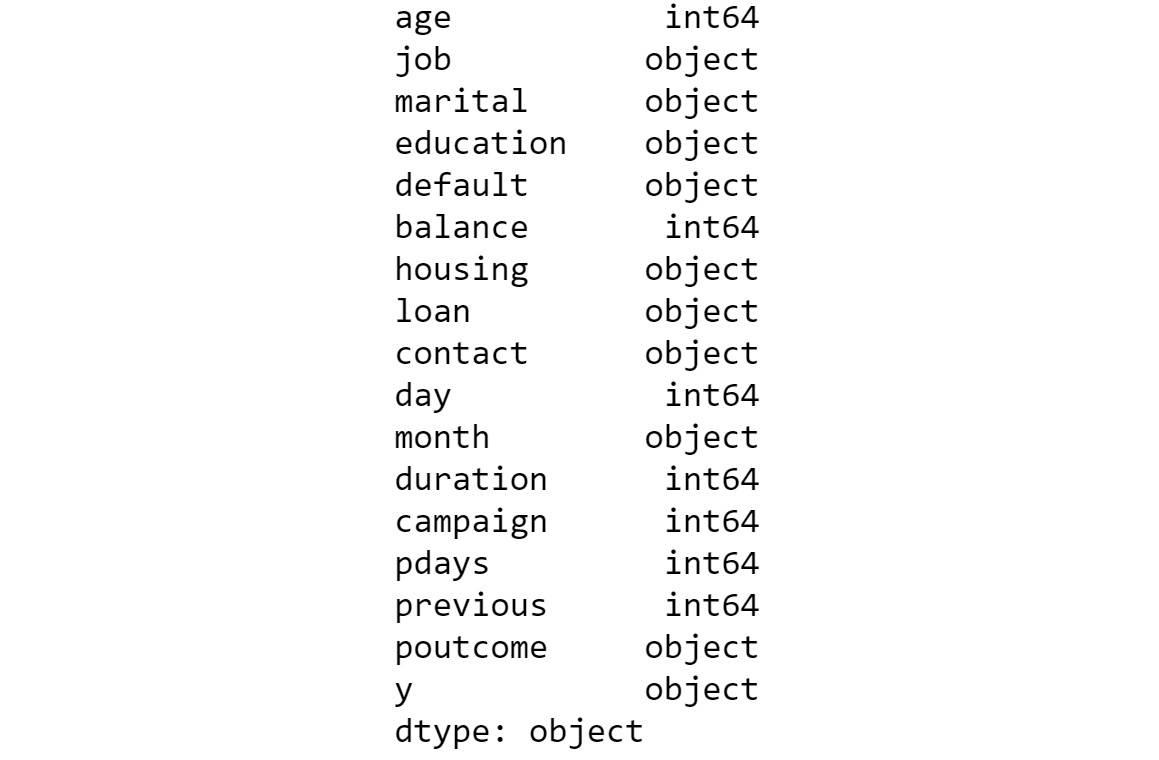 age int64
job object
marital object
education object
default object
balance int64
housing object
loan object
contact object
day int64
month object
duration int64
campaign int64
pdays int64
previous int64
poutcome object
y object
dtype: object